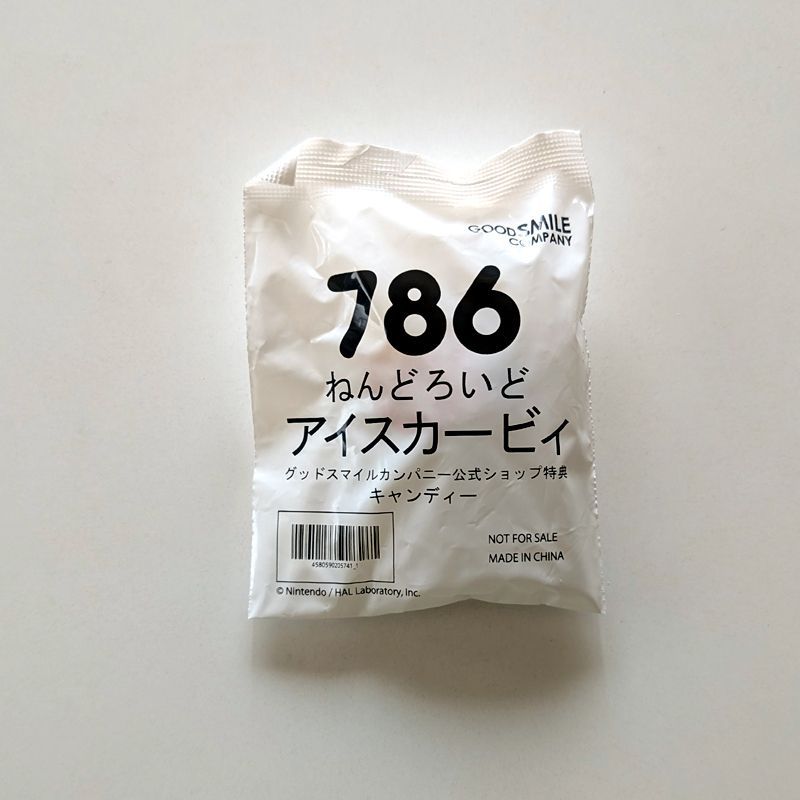 GOOD SMILE
COMPANY
786
ねんどろいど
アイスカービィ
グッドスマイルカンパニー公式ショップ特典
キャンディー
4580590205741_1
NOT FOR SALE
MADE IN CHINA
© Nintendo / HAL Laboratory, Inc.